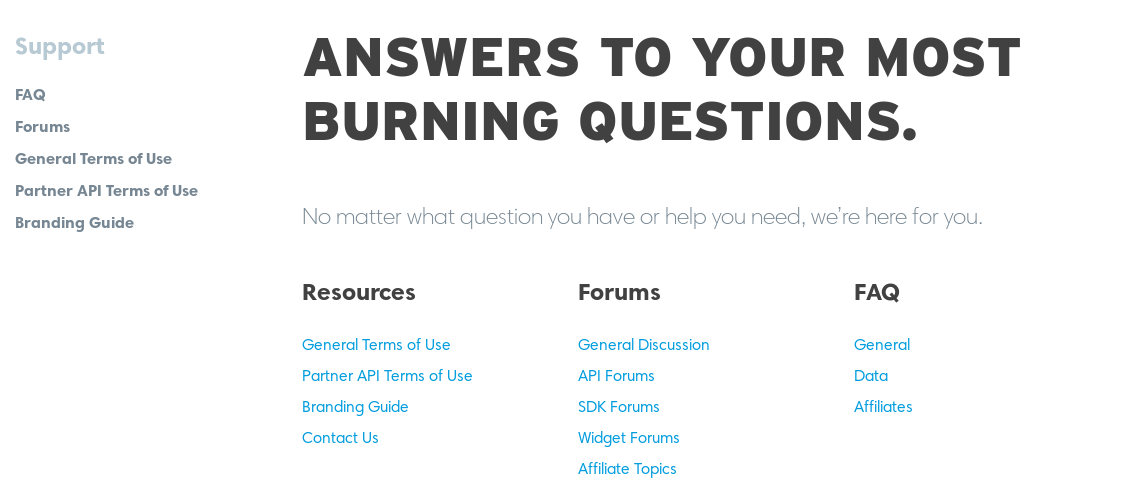 Support
FAQ
Forums
General Terms of Use
Partner API Terms of Use
Branding Guide
ANSWERS TO YOUR MOST
BURNING QUESTIONS.
No matter what question you have or help you need, we're here for you.
Resources
General Terms of Use
Partner API Terms of Use
Branding Guide
Contact Us
Forums
General Discussion
API Forums
SDK Forums
Widget Forums
Affiliate Topics
FAQ
General
Data
Affiliates